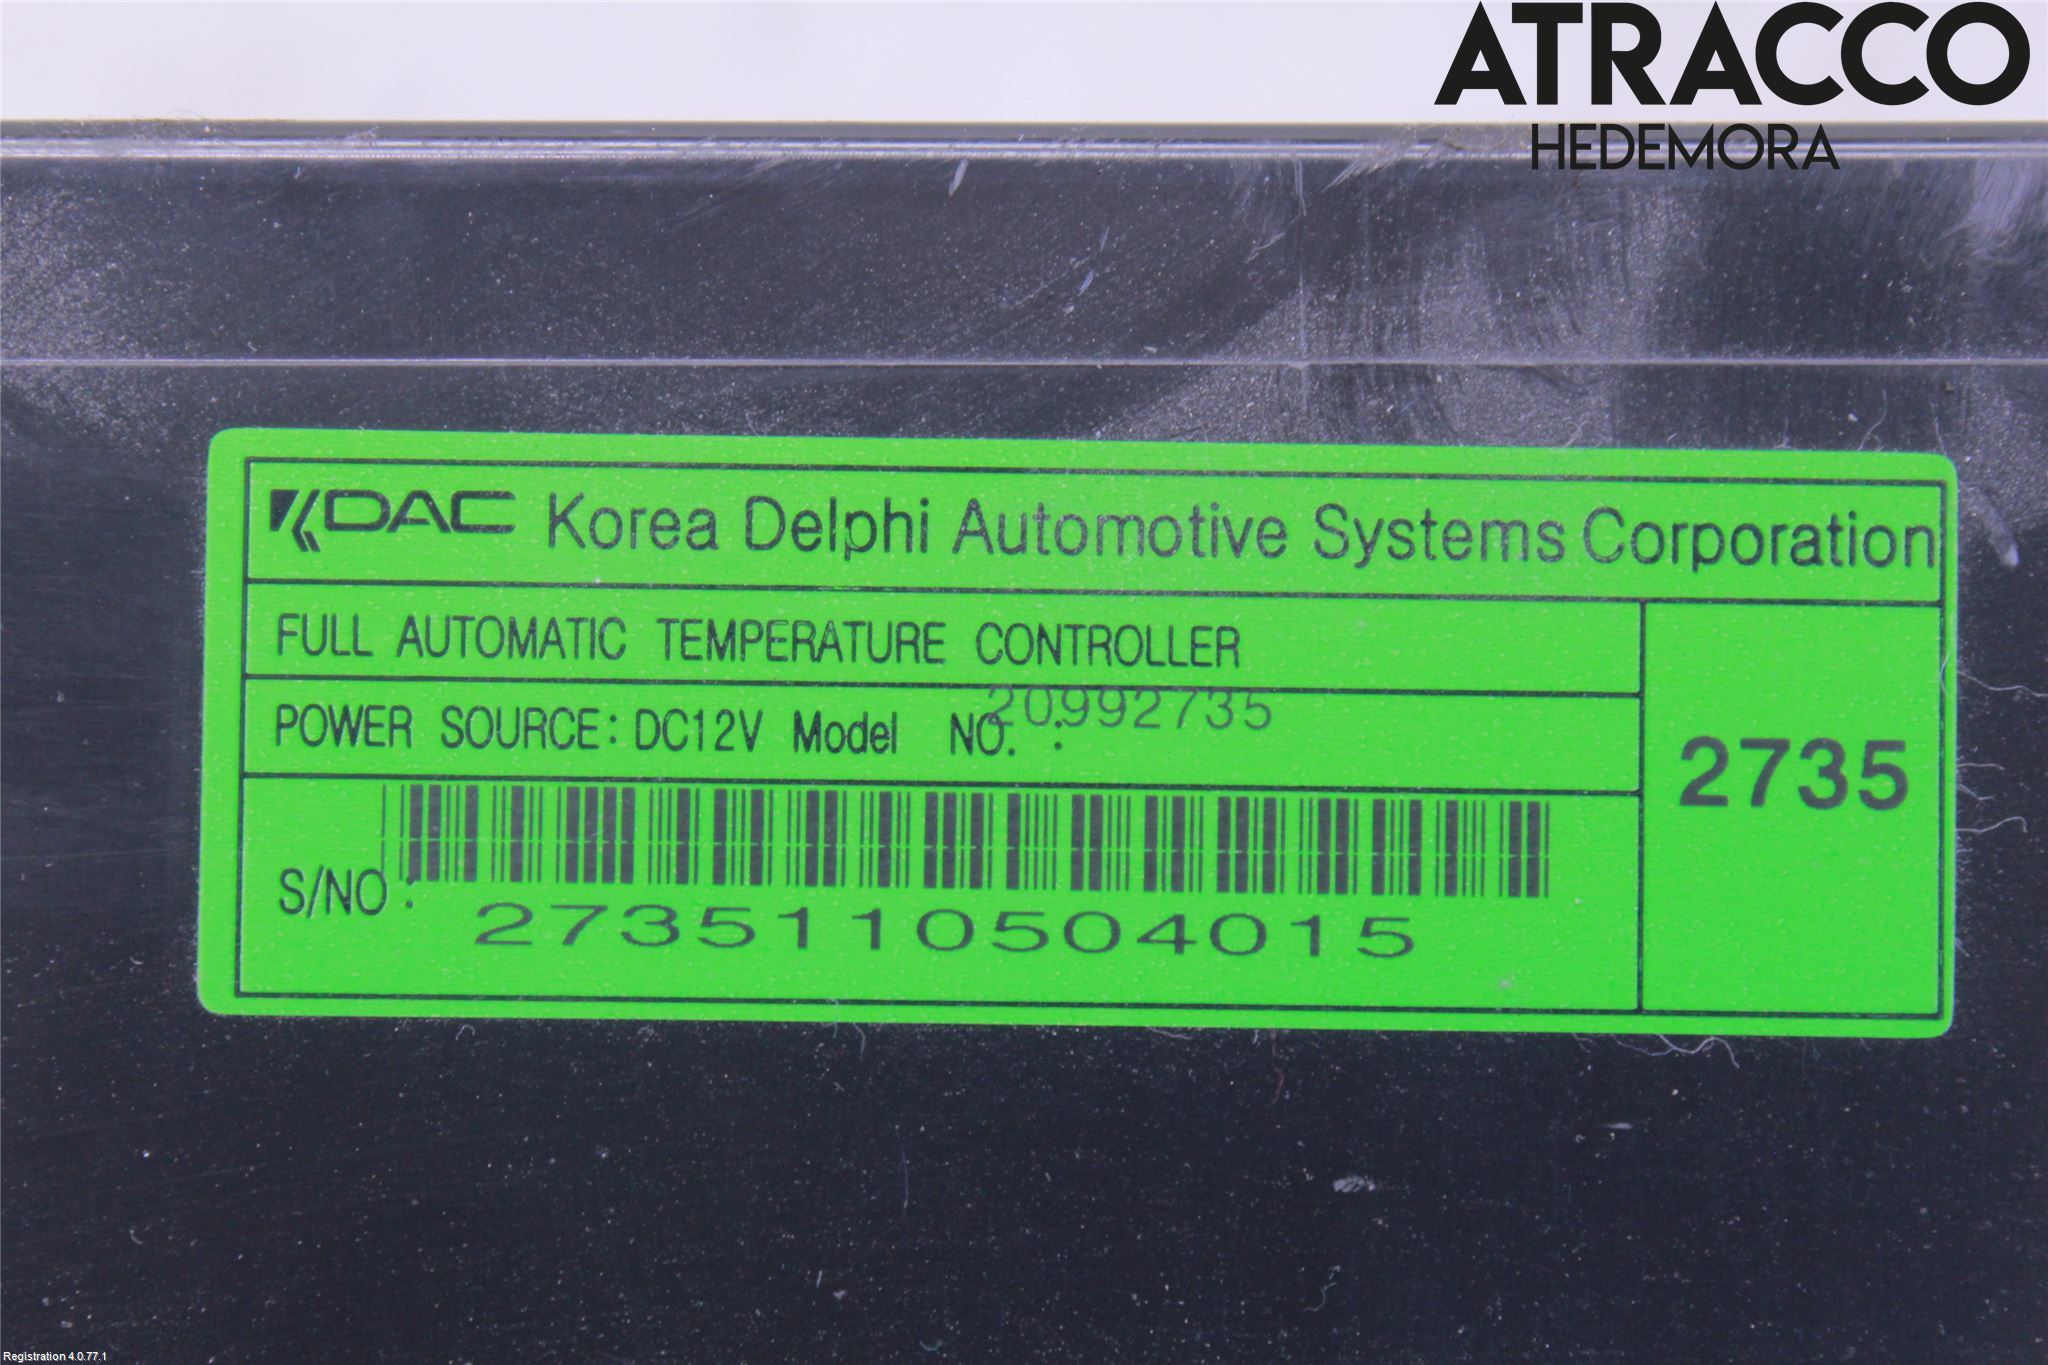 ATRACCO
HEDEMORA
KDAC Korea Delphi Automotive Systems Corporation
FULL AUTOMATIC TEMPERATURE CONTROLLER
POWER SOURCE: DC12V Model NO. : 20992735
2735
S/NO :
2735110504015
Registration 4.0.77.1